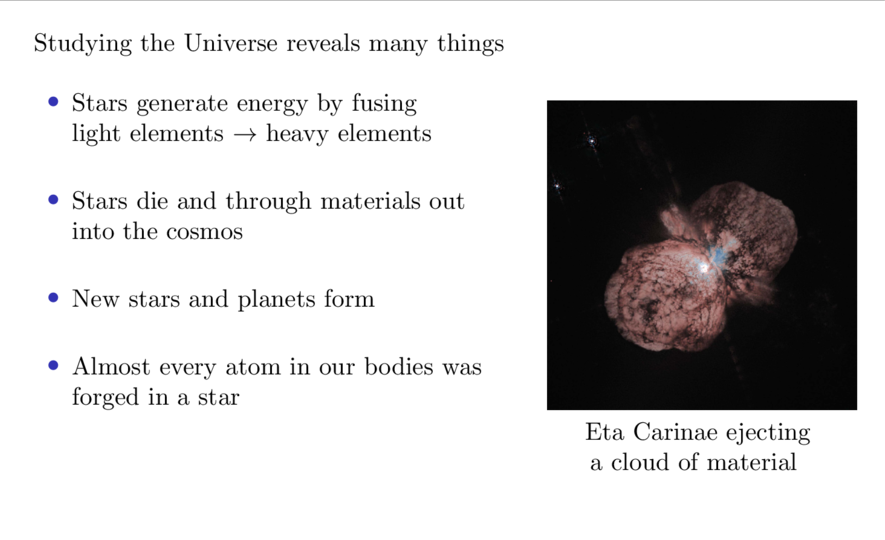 Studying the Universe reveals many things
• Stars generate energy by fusing
light elements → heavy elements
• Stars die and through materials out
into the cosmos
• New stars and planets form
• Almost every atom in our bodies was
forged in a star
Eta Carinae ejecting
a cloud of material